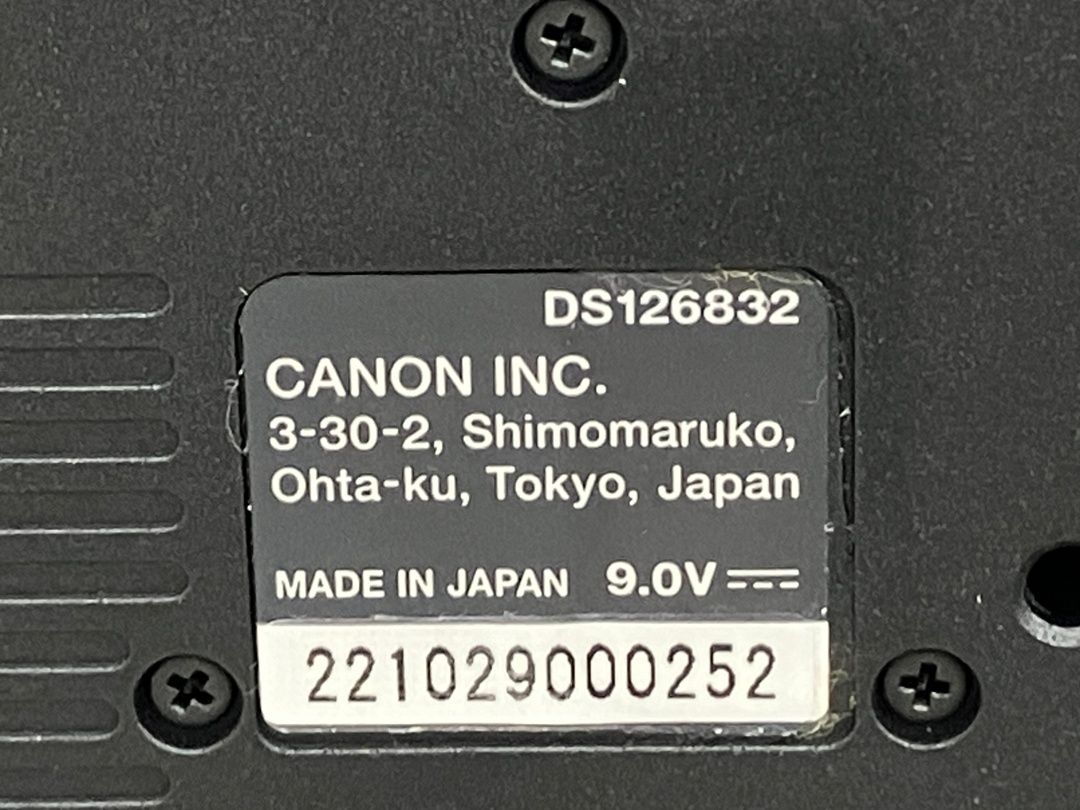 DS126832
CANON INC.
3-30-2, Shimomaruko,
Ohta-ku, Tokyo, Japan
MADE IN JAPAN 9.0V ⎓
221029000252